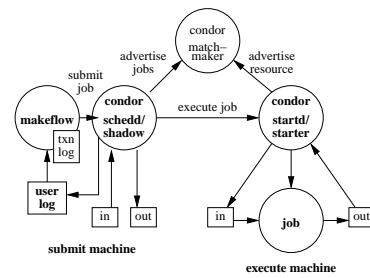 condor
match-
maker
advertise
jobs
advertise
resource
submit
job
makeflow
txn
log
condor
schedd/
shadow
execute job
condor
startd/
starter
user
log
in
out
in
job
out
submit machine
execute machine